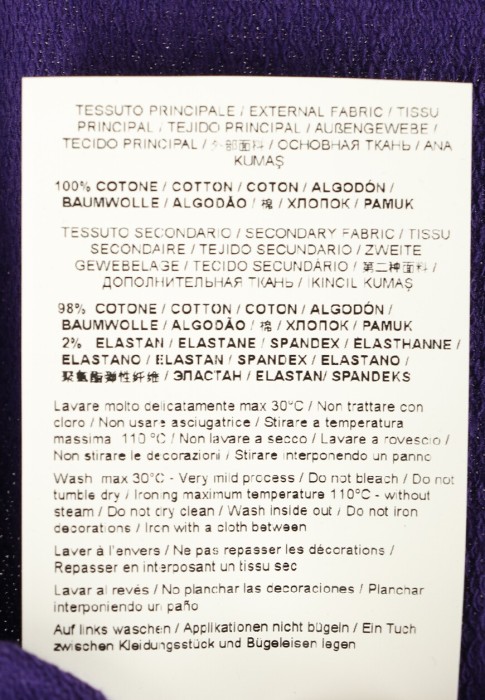 TESSUTO PRINCIPALE / EXTERNAL FABRIC / TISSU
PRINCIPAL / TEJIDO PRINCIPAL / AUßENGEWEBE /
TECIDO PRINCIPAL / 外部面料 / ОСНОВНАЯ ТКАНЬ / ANA
KUMAŞ
100% COTONE / COTTON / COTON / ALGODÓN /
BAUMWOLLE / ALGODÃO / 棉 / ХЛОПОК / PAMUK
TESSUTO SECONDARIO / SECONDARY FABRIC / TISSU
SECONDAIRE / TEJIDO SECUNDARIO / ZWEITE
GEWEBELAGE / TECIDO SECUNDÁRIO / 第二种面料 /
ДОПОЛНИТЕЛЬНАЯ ТКАНЬ / IKINCIL KUMAŞ
98% COTONE / COTTON / COTON / ALGODÓN /
BAUMWOLLE / ALGODÃO / 棉 / ХЛОПОК / PAMUK
2% ELASTAN / ELASTANE / SPANDEX / ÉLASTHANNE /
ELASTANO / ELASTAN / SPANDEX / ELASTANO /
聚氨酯弹性纤维 / ЭЛАСТАН / ELASTAN/ SPANDEKS
Lavare molto delicatamente max 30°C / Non trattare con
cloro / Non usare asciugatrice / Stirare a temperatura
massima 110 °C / Non lavare a secco / Lavare a rovescio /
Non stirare le decorazioni / Stirare interponendo un panno
Wash max 30°C - Very mild process / Do not bleach / Do not
tumble dry / Ironing maximum temperature 110°C - without
steam / Do not dry clean / Wash inside out / Do not iron
decorations / Iron with a cloth between
Laver à l'envers / Ne pas repasser les décorations /
Repasser en interposant un tissu sec
Lavar al revés / No planchar las decoraciones / Planchar
interponiendo un paño
Auf links waschen / Applikationen nicht bügeln / Ein Tuch
zwischen Kleidungsstück und Bügeleisen legen